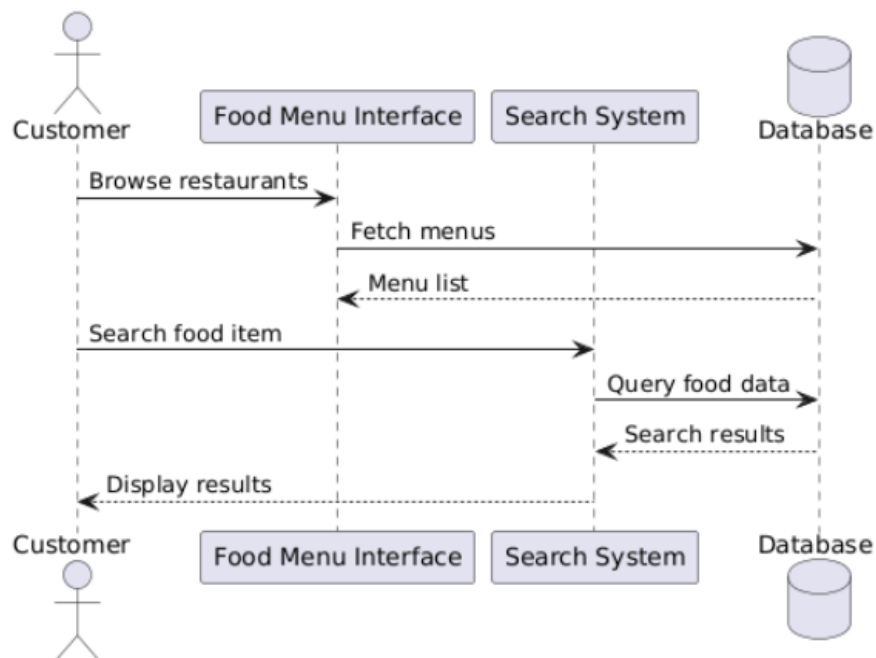 Customer
Food Menu Interface
Search System
Database
Browse restaurants
Fetch menus
Menu list
Search food item
Query food data
Search results
Display results
Customer
Food Menu Interface
Search System
Database